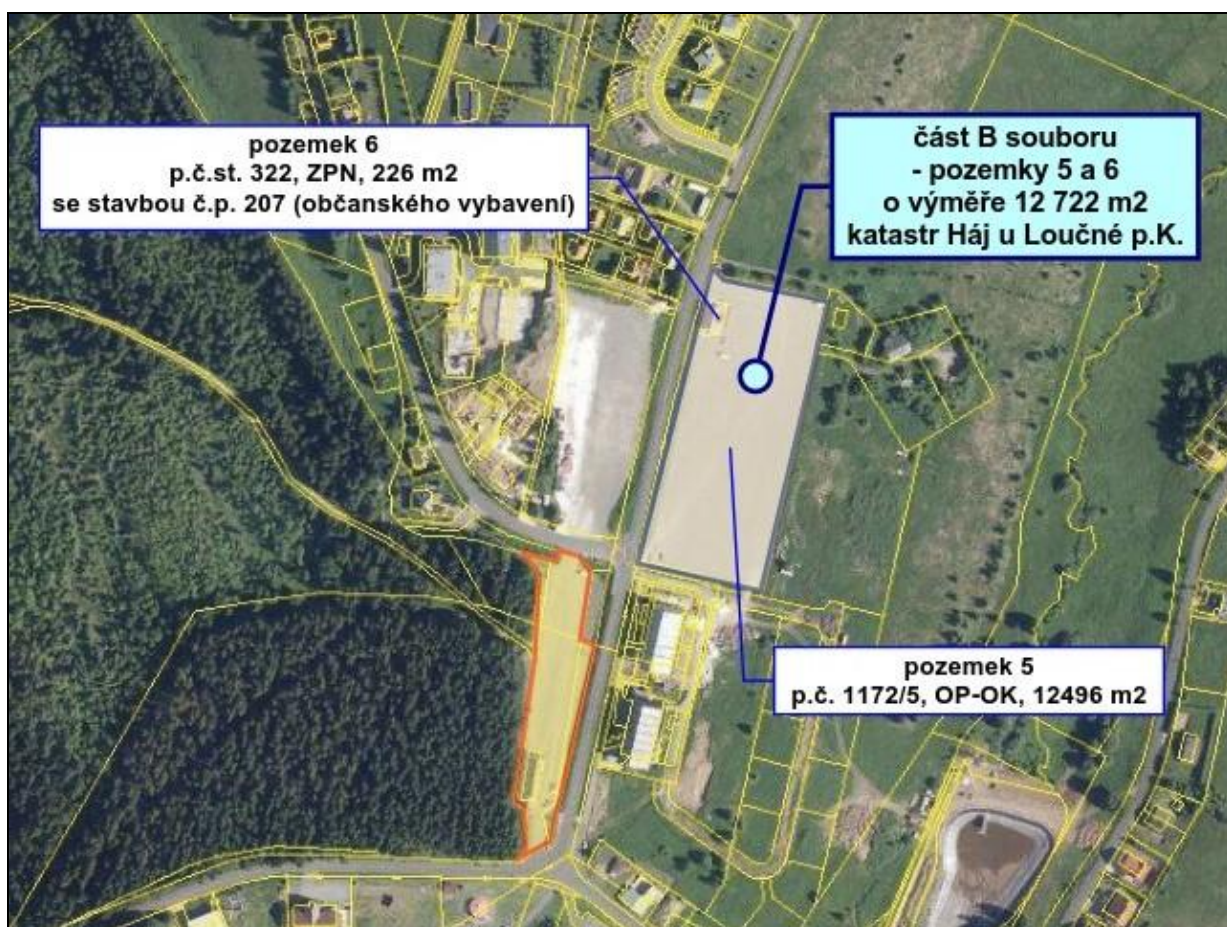 pozemek 6
p.č.st. 322, ZPN, 226 m2
se stavbou č.p. 207 (občanského vybavení)
část B souboru
- pozemky 5 a 6
o výměře 12 722 m2
katastr Háj u Loučné p.K.
pozemek 5
p.č. 1172/5, OP-OK, 12496 m2